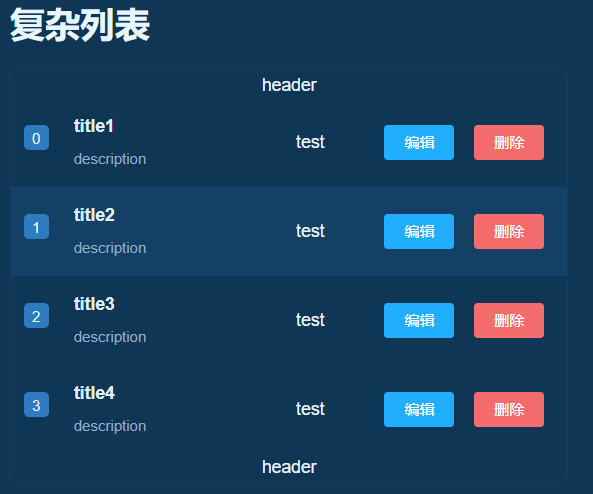 复杂列表
header
0 title1 description test 编辑 删除
1 title2 description test 编辑 删除
2 title3 description test 编辑 删除
3 title4 description test 编辑 删除
header